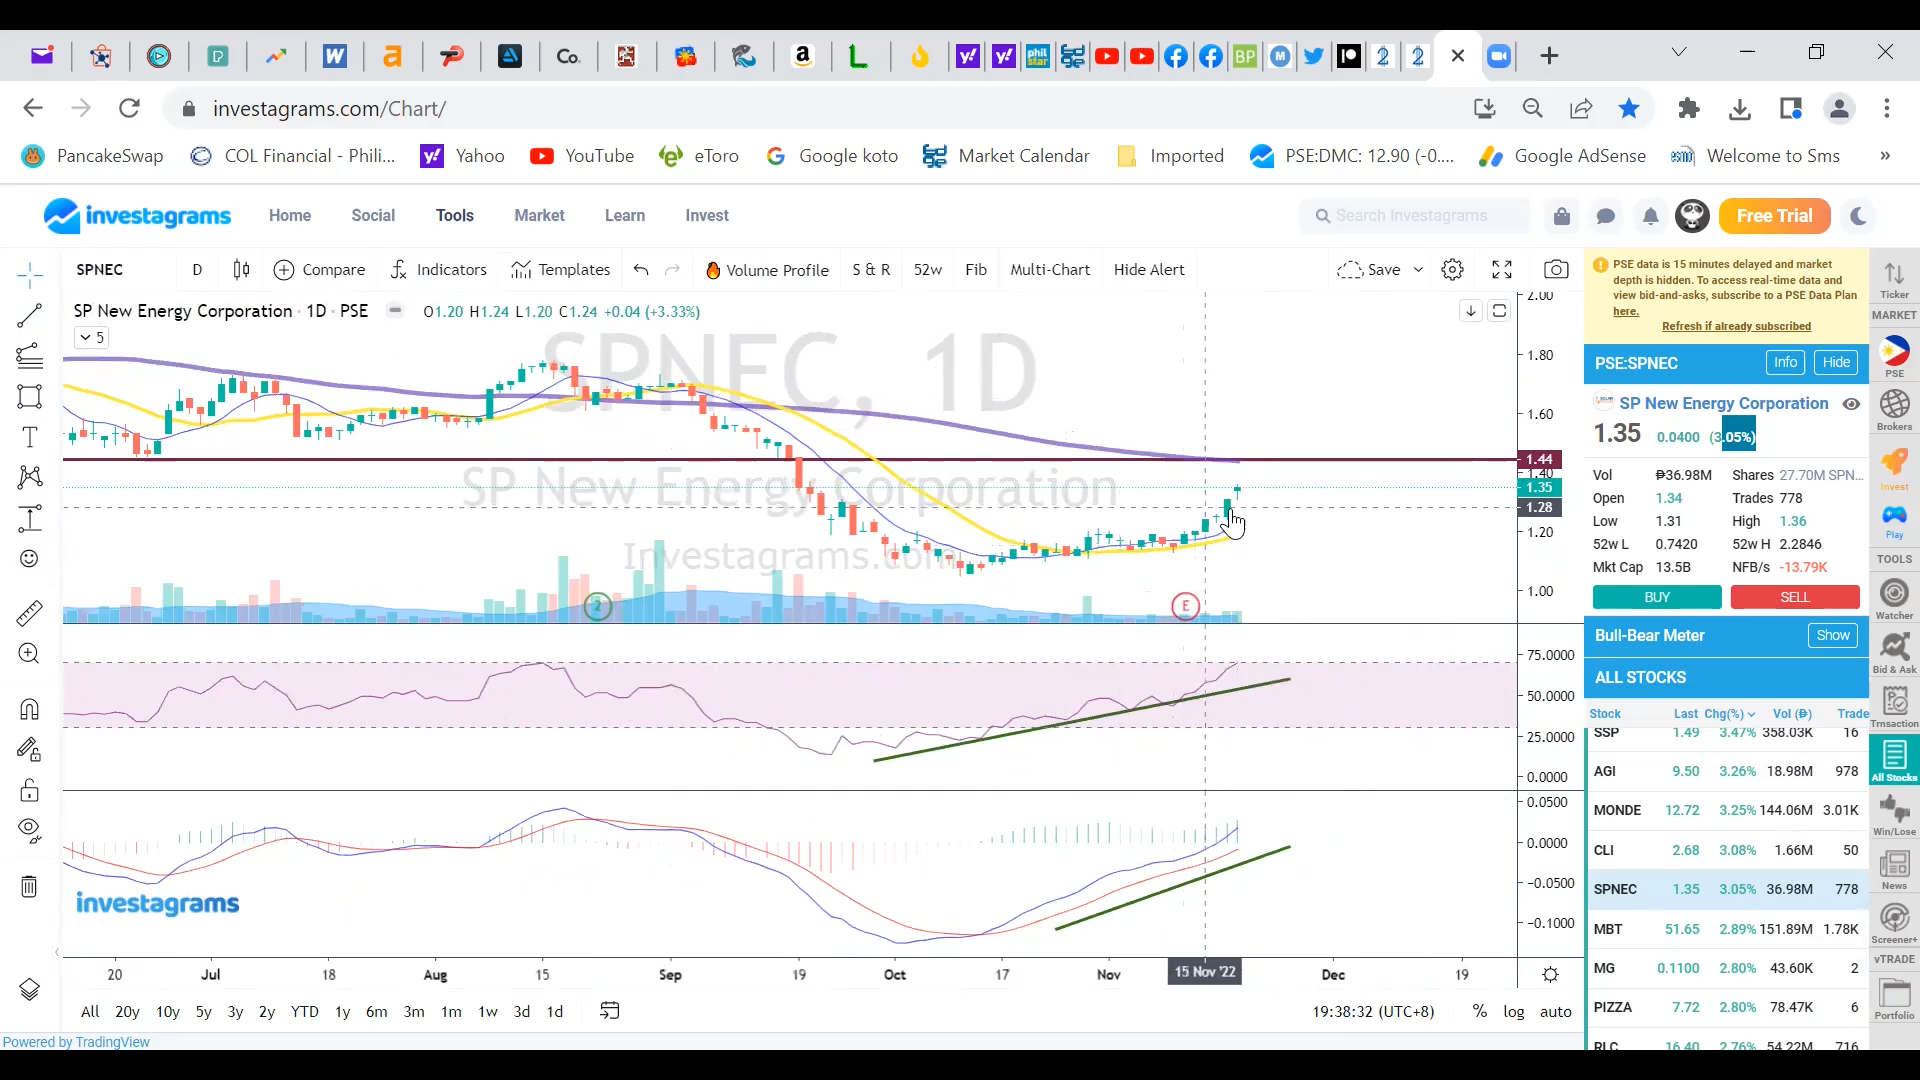 Co.
investagrams.com/Chart/
PancakeSwap COL Financial - Phili... Yahoo YouTube eToro Google koto Market Calendar Imported PSE:DMC: 12.90 (-0.... Google AdSense Welcome to Sms »
investagrams Home Social Tools Market Learn Invest Search Investagrams Free Trial
SPNEC D Compare Indicators Templates Volume Profile S & R 52w Fib Multi-Chart Hide Alert Save
SP New Energy Corporation · 1D · PSE O1.20 H1.24 L1.20 C1.24 +0.04 (+3.33%)
5
SPNEC, 1D
SP New Energy Corporation
Investagrams.com
2
E
2.00
1.80
1.60
1.44
1.40
1.35
1.28
1.20
1.00
75.0000
50.0000
25.0000
0.0000
0.0500
0.0000
-0.0500
-0.1000
investagrams
20 Jul 18 Aug 15 Sep 19 Oct 17 Nov 15 Nov '22 Dec 19
All 20y 10y 5y 3y 2y YTD 1y 6m 3m 1m 1w 3d 1d 19:38:32 (UTC+8) % log auto
Powered by TradingView
PSE data is 15 minutes delayed and market
depth is hidden. To access real-time data and
view bid-and-asks, subscribe to a PSE Data Plan
here.
Refresh if already subscribed
PSE:SPNEC Info Hide
SP New Energy Corporation
1.35 0.0400 (3.05%)
Vol ₱36.98M Shares 27.70M SPN...
Open 1.34 Trades 778
Low 1.31 High 1.36
52w L 0.7420 52w H 2.2846
Mkt Cap 13.5B NFB/s -13.79K
BUY SELL
Bull-Bear Meter Show
ALL STOCKS
Stock Last Chg(%) Vol (₱) Trade
SSP 1.49 3.47% 358.03K 16
AGI 9.50 3.26% 18.98M 978
MONDE 12.72 3.25% 144.06M 3.01K
CLI 2.68 3.08% 1.66M 50
SPNEC 1.35 3.05% 36.98M 778
MBT 51.65 2.89% 151.89M 1.78K
MG 0.1100 2.80% 43.60K 2
PIZZA 7.72 2.80% 78.47K 6
RLC 16.40 2.76% 54.22M 716
Ticker
MARKET
PSE
Brokers
Invest
Play
TOOLS
Watcher
Bid & Ask
Trnsaction
All Stocks
Win/Lose
News
Screener+
vTRADE
Portfolio